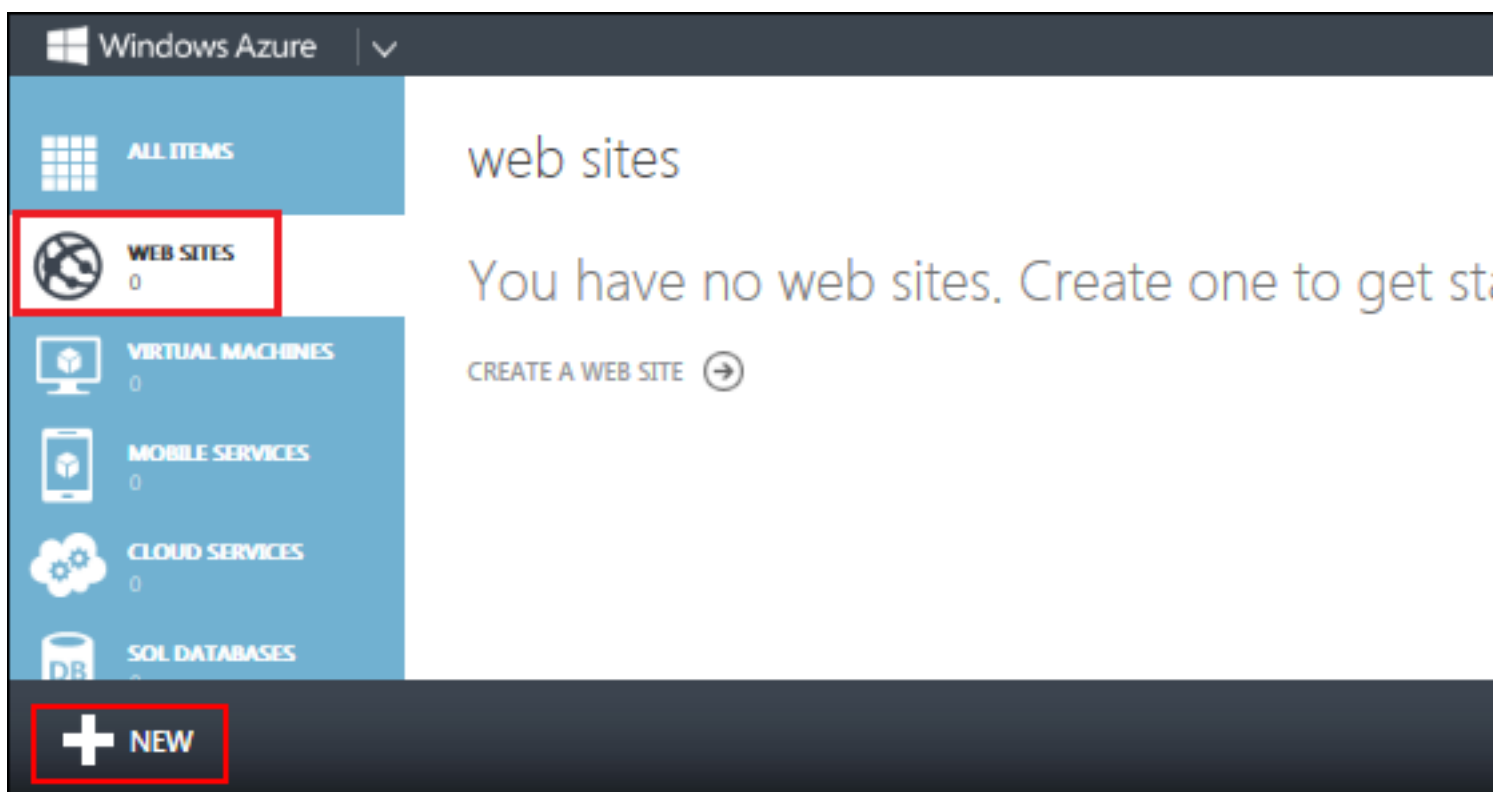 Windows Azure
ALL ITEMS
WEB SITES
0
VIRTUAL MACHINES
0
MOBILE SERVICES
0
CLOUD SERVICES
0
SQL DATABASES
DB
NEW
web sites
You have no web sites. Create one to get sta
CREATE A WEB SITE